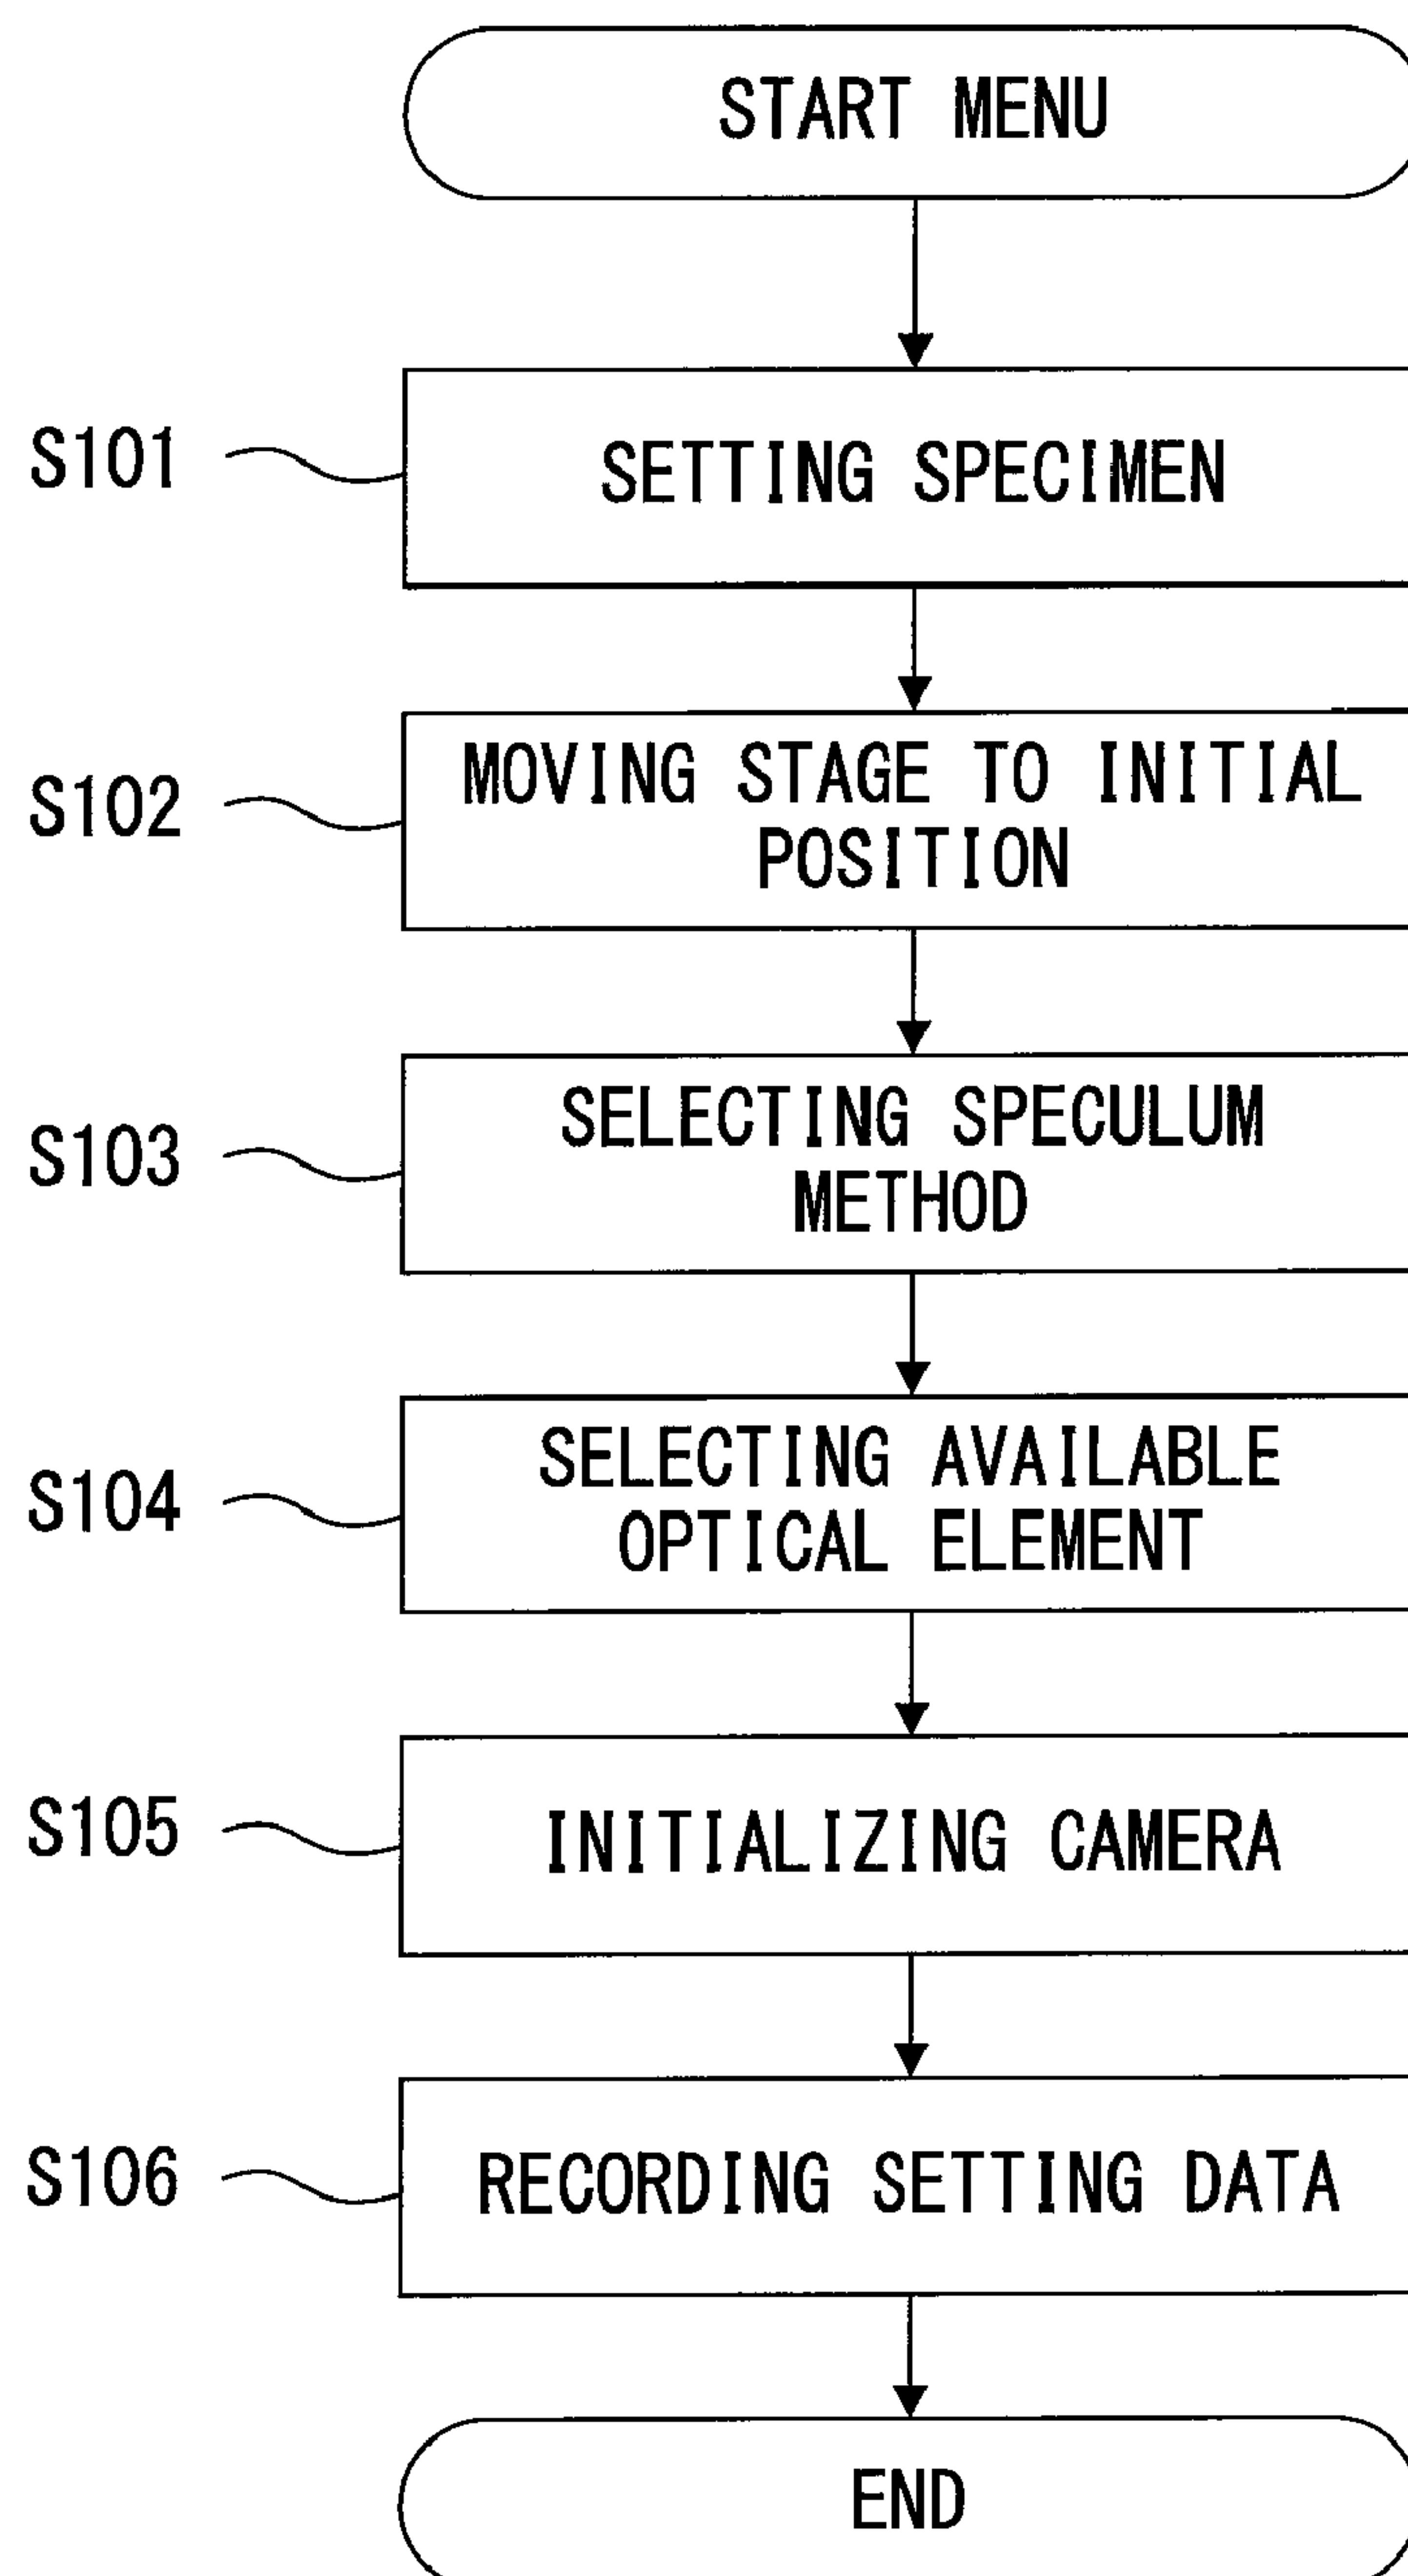 START MENU
S101
SETTING SPECIMEN
S102
MOVING STAGE TO INITIAL
POSITION
S103
SELECTING SPECULUM
METHOD
S104
SELECTING AVAILABLE
OPTICAL ELEMENT
S105
INITIALIZING CAMERA
S106
RECORDING SETTING DATA
END